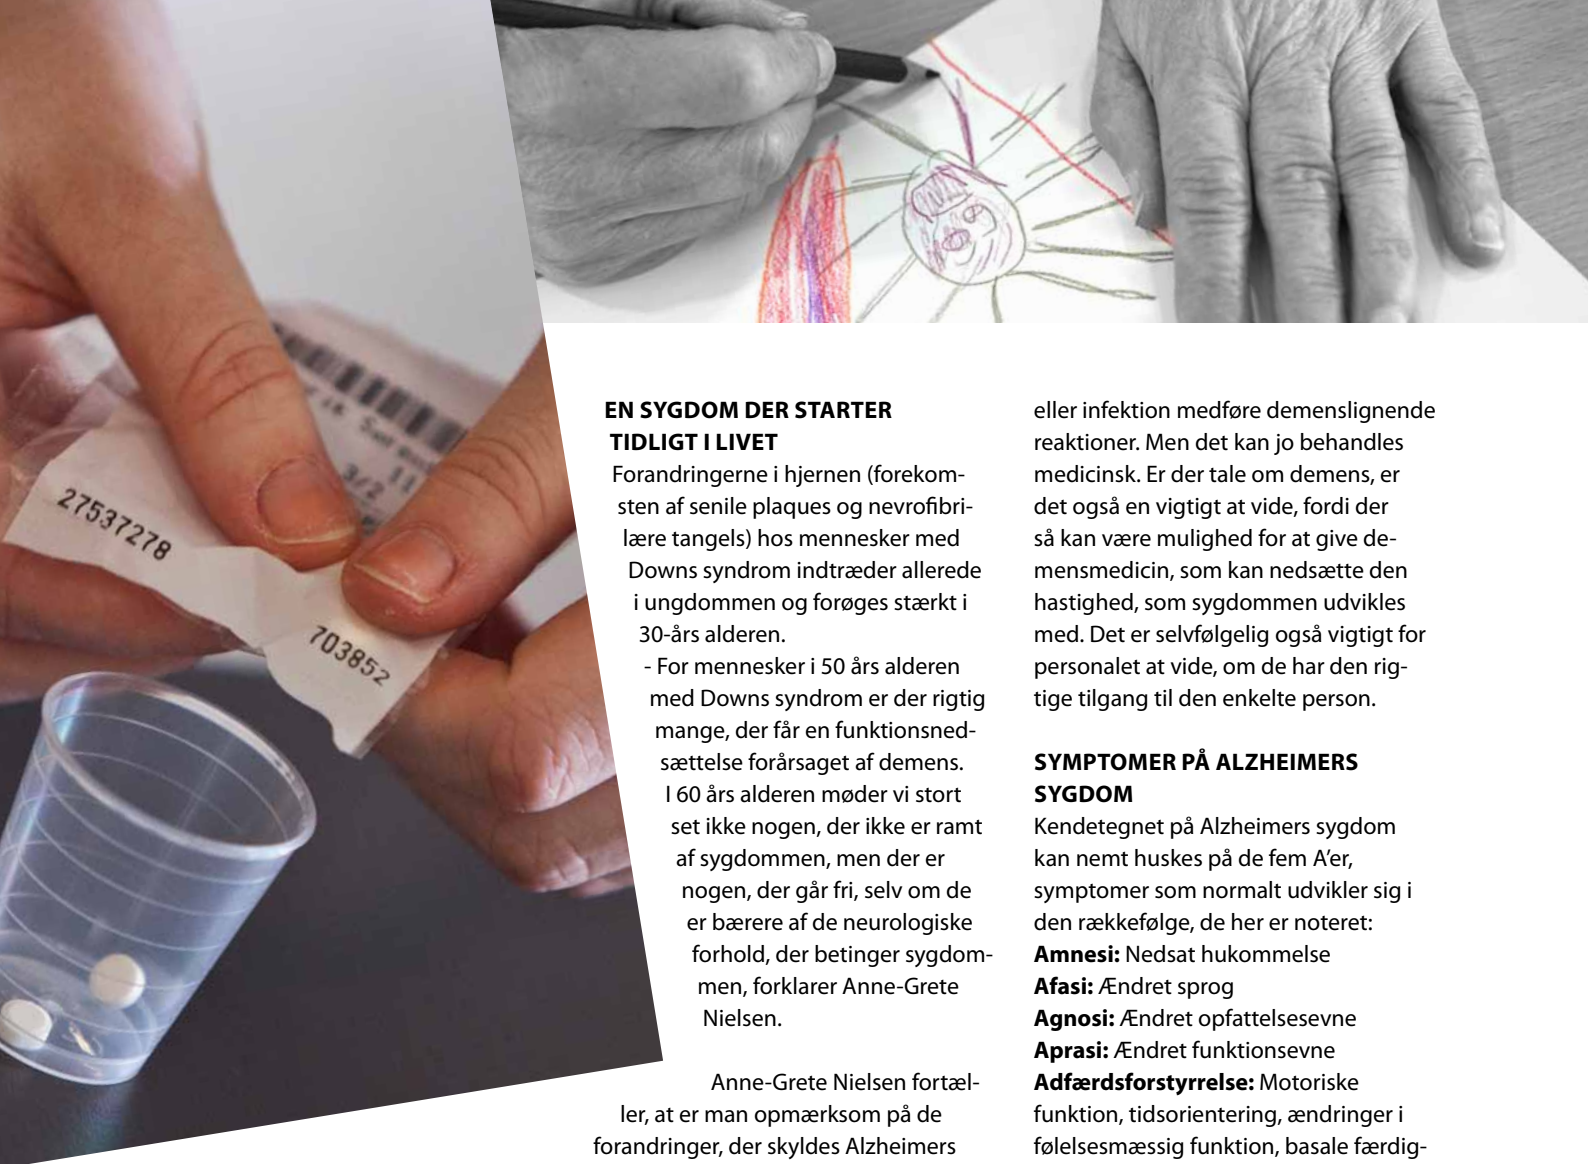 27537278
703852
3/2
EN SYGDOM DER STARTER
TIDLIGT I LIVET
Forandringerne i hjernen (forekom-
sten af senile plaques og nevrofibri-
lære tangels) hos mennesker med
Downs syndrom indtræder allerede
i ungdommen og forøges stærkt i
30-års alderen.
- For mennesker i 50 års alderen
med Downs syndrom er der rigtig
mange, der får en funktionsned-
sættelse forårsaget af demens.
I 60 års alderen møder vi stort
set ikke nogen, der ikke er ramt
af sygdommen, men der er
nogen, der går fri, selv om de
er bærere af de neurologiske
forhold, der betinger sygdom-
men, forklarer Anne-Grete
Nielsen.
Anne-Grete Nielsen fortæl-
ler, at er man opmærksom på de
forandringer, der skyldes Alzheimers
eller infektion medføre demenslignende
reaktioner. Men det kan jo behandles
medicinsk. Er der tale om demens, er
det også en vigtigt at vide, fordi der
så kan være mulighed for at give de-
mensmedicin, som kan nedsætte den
hastighed, som sygdommen udvikles
med. Det er selvfølgelig også vigtigt for
personalet at vide, om de har den rig-
tige tilgang til den enkelte person.
SYMPTOMER PÅ ALZHEIMERS
SYGDOM
Kendetegnet på Alzheimers sygdom
kan nemt huskes på de fem A’er,
symptomer som normalt udvikler sig i
den rækkefølge, de her er noteret:
Amnesi: Nedsat hukommelse
Afasi: Ændret sprog
Agnosi: Ændret opfattelsesevne
Aprasi: Ændret funktionsevne
Adfærdsforstyrrelse: Motoriske
funktion, tidsorientering, ændringer i
følelsesmæssig funktion, basale færdig-